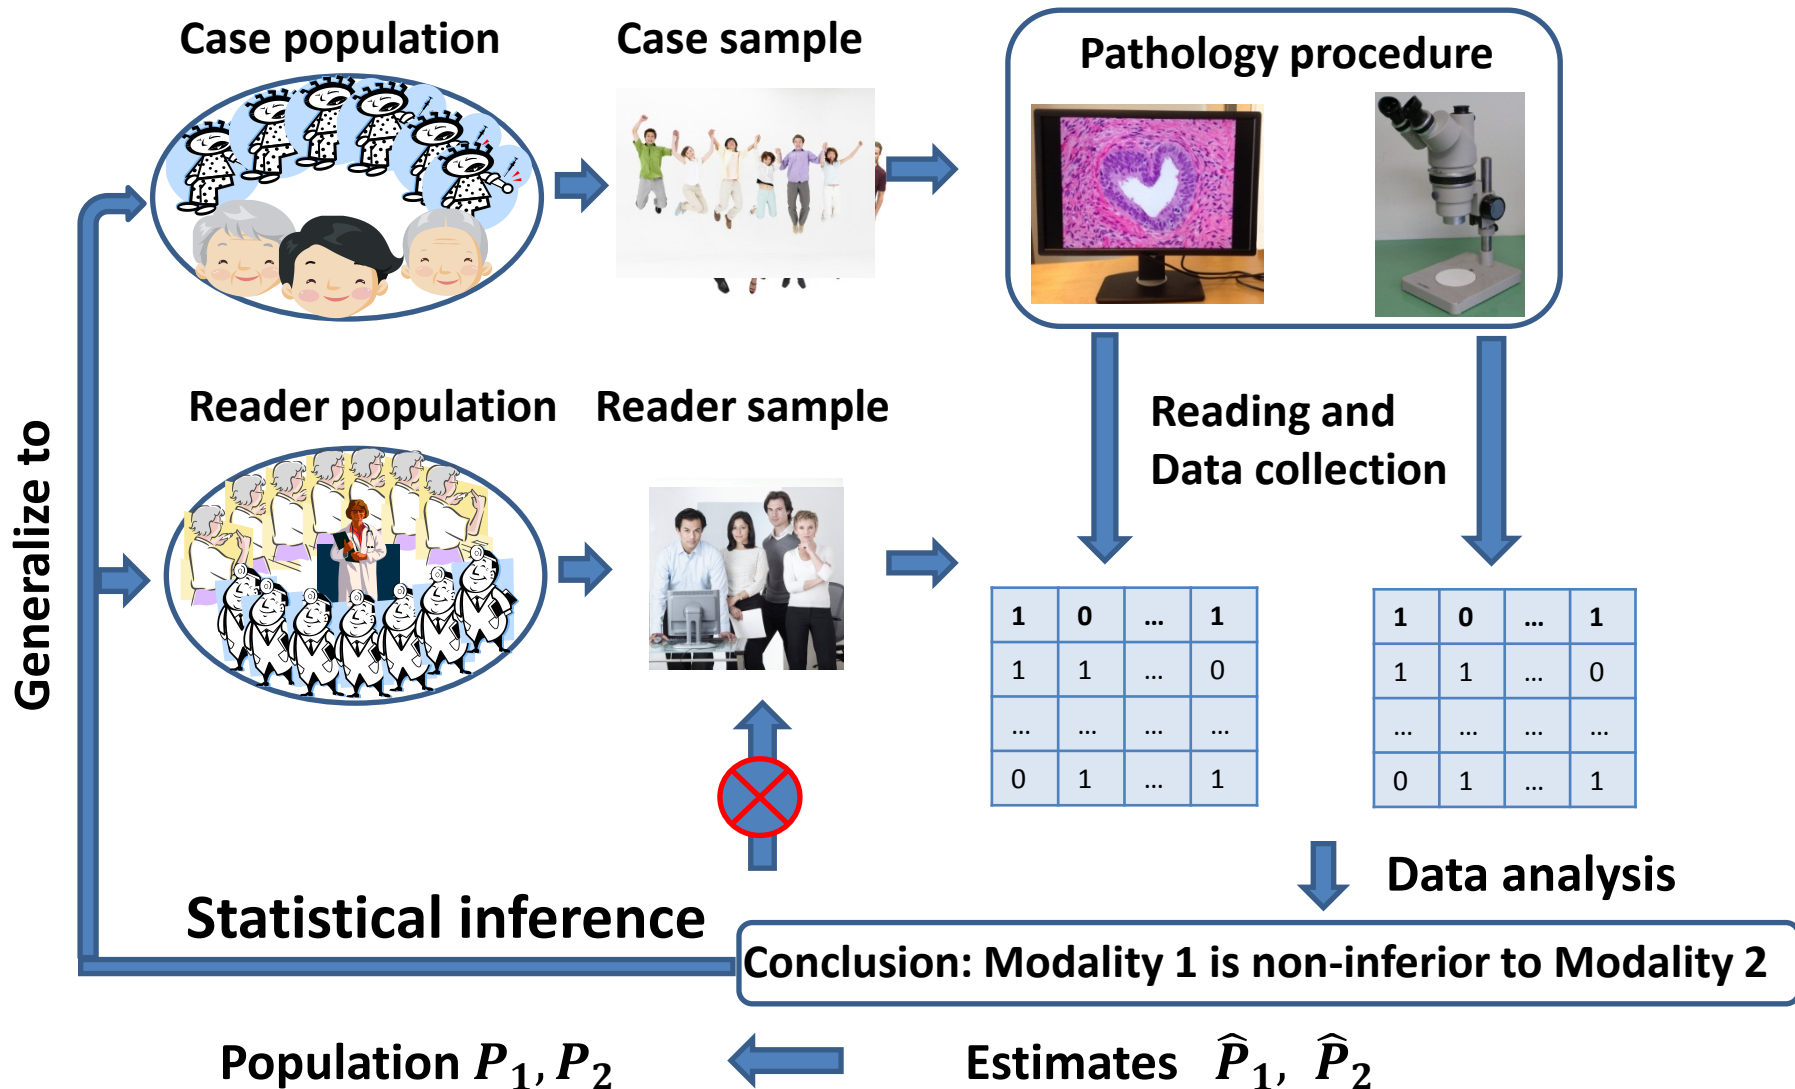 Case population
Case sample
Pathology procedure
Reader population
Reader sample
Reading and
Data collection
Generalize to
1 0 ... 1
1 1 ... 0
... ... ... ...
0 1 ... 1
1 0 ... 1
1 1 ... 0
... ... ... ...
0 1 ... 1
Data analysis
Statistical inference
Conclusion: Modality 1 is non-inferior to Modality 2
Population P₁, P₂
Estimates P̂₁, P̂₂